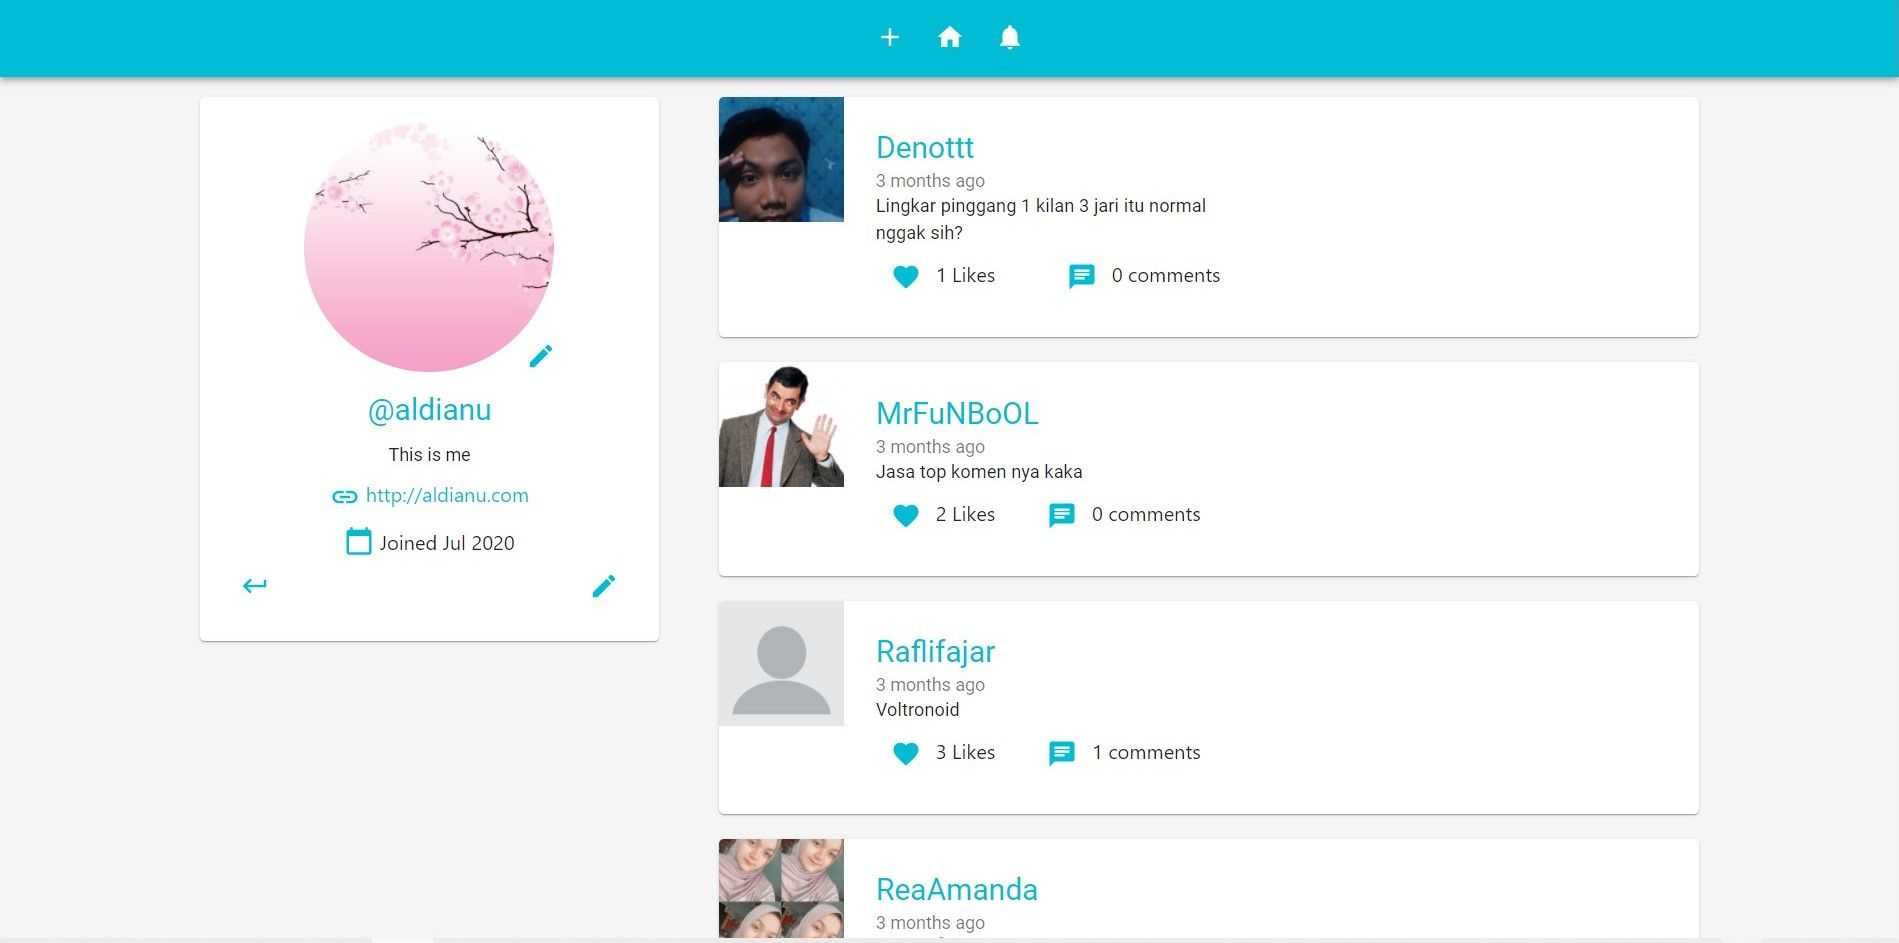 @aldianu
This is me
http://aldianu.com
Joined Jul 2020
Denottt
3 months ago
Lingkar pinggang 1 kilan 3 jari itu normal
nggak sih?
1 Likes 0 comments
MrFuNBoOL
3 months ago
Jasa top komen nya kaka
2 Likes 0 comments
Raflifajar
3 months ago
Voltronoid
3 Likes 1 comments
ReaAmanda
3 months ago